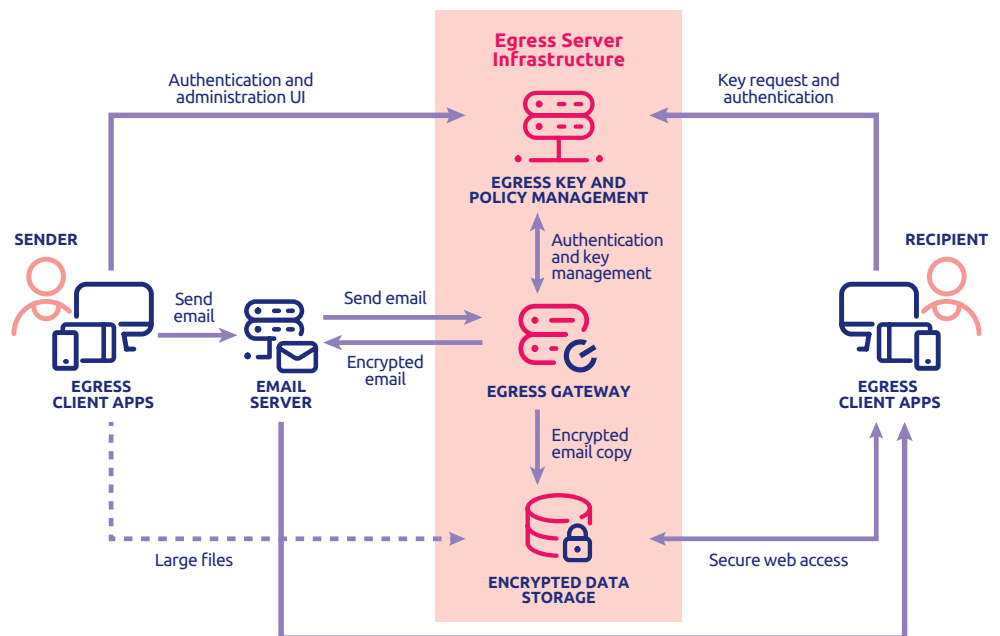 Egress Server
Infrastructure
Authentication and
administration UI
Key request and
authentication
EGRESS KEY AND
POLICY MANAGEMENT
SENDER
RECIPIENT
Authentication
and key
management
Send
email
Send email
Encrypted
email
EGRESS
CLIENT APPS
EMAIL
SERVER
EGRESS GATEWAY
EGRESS
CLIENT APPS
Encrypted
email copy
Large files
Secure web access
ENCRYPTED DATA
STORAGE